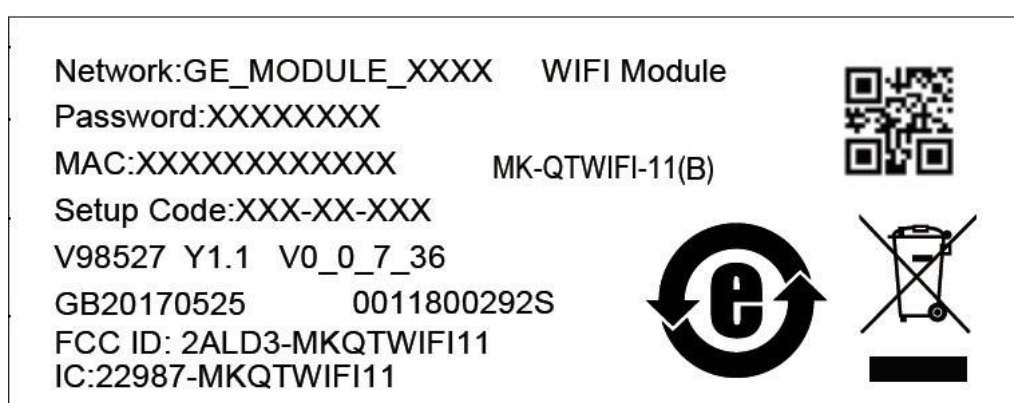 Network:GE_MODULE_XXXX WIFI Module
Password:XXXXXXXX
MAC:XXXXXXXXXXXX MK-QTWIFI-11(B)
Setup Code:XXX-XX-XXX
V98527 Y1.1 V0_0_7_36
GB20170525 0011800292S
FCC ID: 2ALD3-MKQTWIFI11
IC:22987-MKQTWIFI11
e